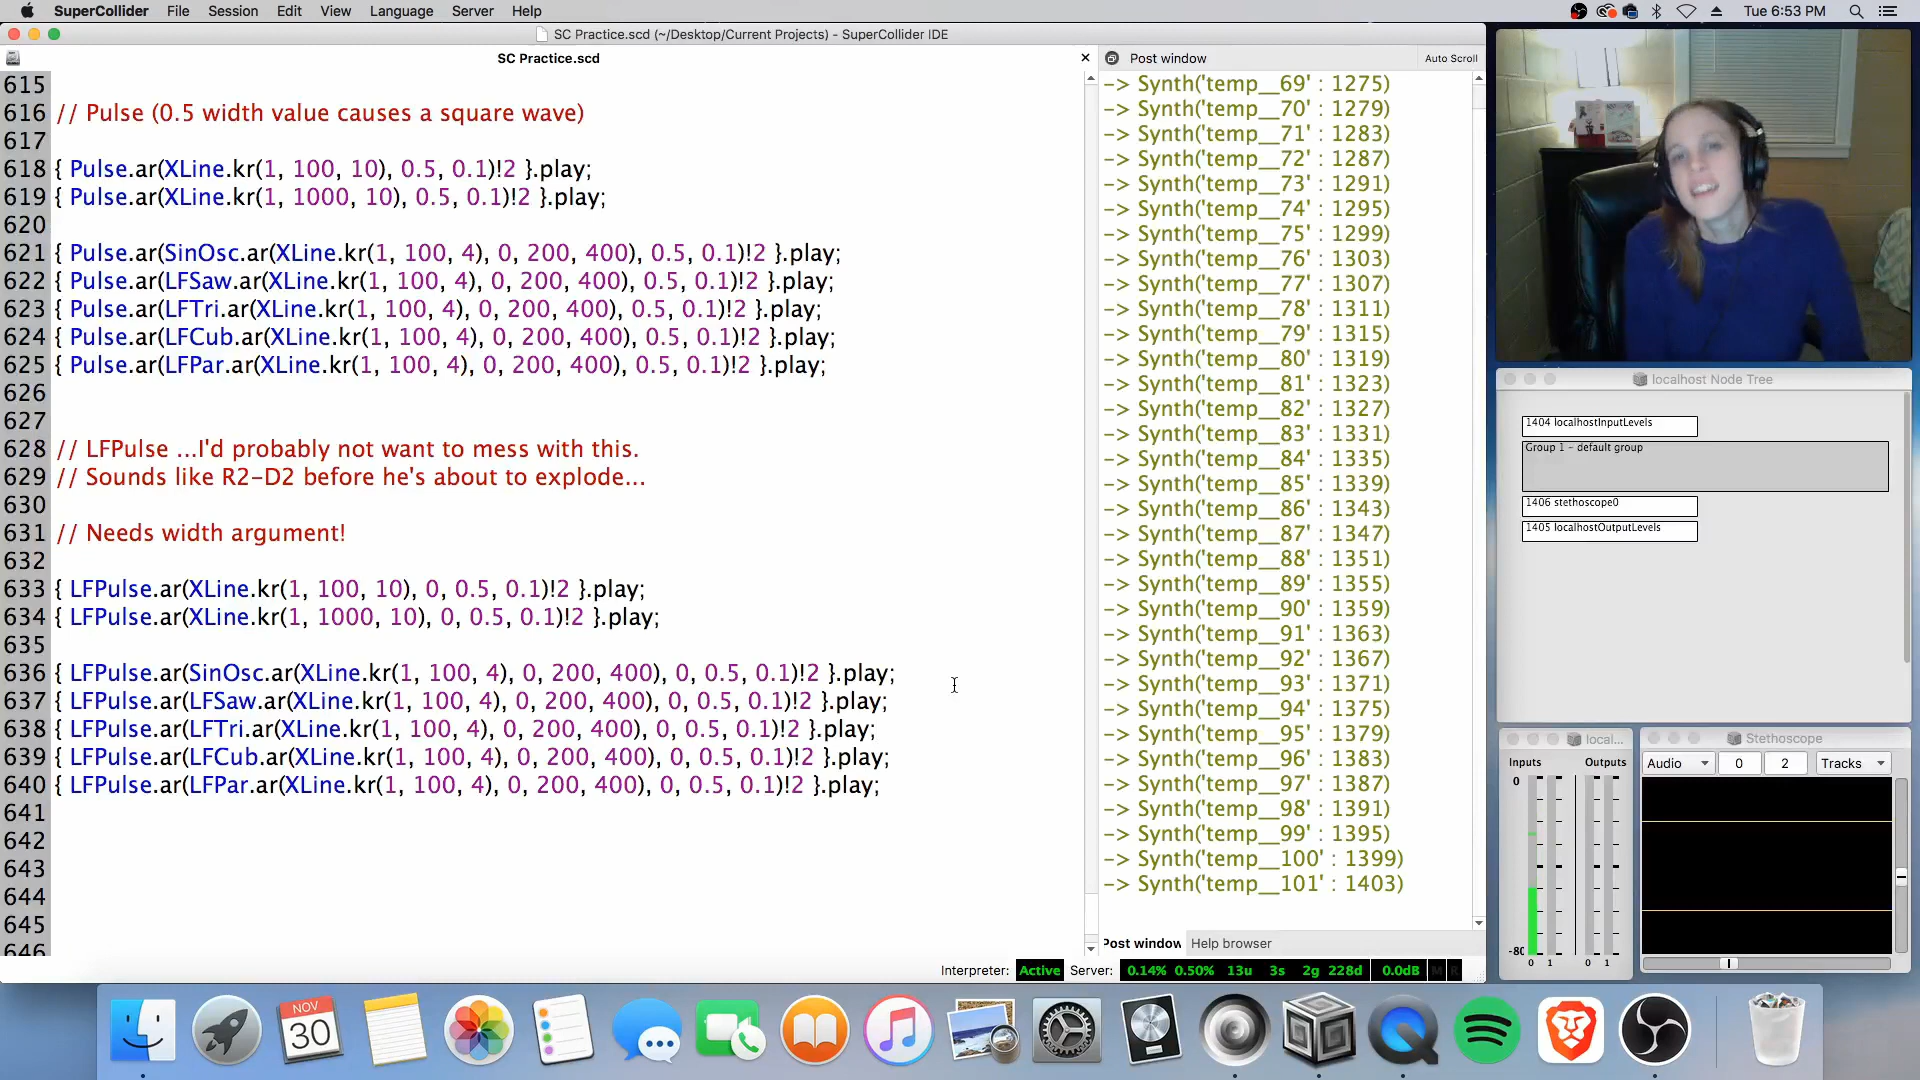 SuperCollider File Session Edit View Language Server Help Tue 6:53 PM
SC Practice.scd (~/Desktop/Current Projects) - SuperCollider IDE
SC Practice.scd
615
616 // Pulse (0.5 width value causes a square wave)
617
618 { Pulse.ar(XLine.kr(1, 100, 10), 0.5, 0.1)!2 }.play;
619 { Pulse.ar(XLine.kr(1, 1000, 10), 0.5, 0.1)!2 }.play;
620
621 { Pulse.ar(SinOsc.ar(XLine.kr(1, 100, 4), 0, 200, 400), 0.5, 0.1)!2 }.play;
622 { Pulse.ar(LFSaw.ar(XLine.kr(1, 100, 4), 0, 200, 400), 0.5, 0.1)!2 }.play;
623 { Pulse.ar(LFTri.ar(XLine.kr(1, 100, 4), 0, 200, 400), 0.5, 0.1)!2 }.play;
624 { Pulse.ar(LFCub.ar(XLine.kr(1, 100, 4), 0, 200, 400), 0.5, 0.1)!2 }.play;
625 { Pulse.ar(LFPar.ar(XLine.kr(1, 100, 4), 0, 200, 400), 0.5, 0.1)!2 }.play;
626
627
628 // LFPulse ...I'd probably not want to mess with this.
629 // Sounds like R2-D2 before he's about to explode...
630
631 // Needs width argument!
632
633 { LFPulse.ar(XLine.kr(1, 100, 10), 0, 0.5, 0.1)!2 }.play;
634 { LFPulse.ar(XLine.kr(1, 1000, 10), 0, 0.5, 0.1)!2 }.play;
635
636 { LFPulse.ar(SinOsc.ar(XLine.kr(1, 100, 4), 0, 200, 400), 0, 0.5, 0.1)!2 }.play;
637 { LFPulse.ar(LFSaw.ar(XLine.kr(1, 100, 4), 0, 200, 400), 0, 0.5, 0.1)!2 }.play;
638 { LFPulse.ar(LFTri.ar(XLine.kr(1, 100, 4), 0, 200, 400), 0, 0.5, 0.1)!2 }.play;
639 { LFPulse.ar(LFCub.ar(XLine.kr(1, 100, 4), 0, 200, 400), 0, 0.5, 0.1)!2 }.play;
640 { LFPulse.ar(LFPar.ar(XLine.kr(1, 100, 4), 0, 200, 400), 0, 0.5, 0.1)!2 }.play;
641
642
643
644
645
646
Post window Auto Scroll
-> Synth('temp__69' : 1275)
-> Synth('temp__70' : 1279)
-> Synth('temp__71' : 1283)
-> Synth('temp__72' : 1287)
-> Synth('temp__73' : 1291)
-> Synth('temp__74' : 1295)
-> Synth('temp__75' : 1299)
-> Synth('temp__76' : 1303)
-> Synth('temp__77' : 1307)
-> Synth('temp__78' : 1311)
-> Synth('temp__79' : 1315)
-> Synth('temp__80' : 1319)
-> Synth('temp__81' : 1323)
-> Synth('temp__82' : 1327)
-> Synth('temp__83' : 1331)
-> Synth('temp__84' : 1335)
-> Synth('temp__85' : 1339)
-> Synth('temp__86' : 1343)
-> Synth('temp__87' : 1347)
-> Synth('temp__88' : 1351)
-> Synth('temp__89' : 1355)
-> Synth('temp__90' : 1359)
-> Synth('temp__91' : 1363)
-> Synth('temp__92' : 1367)
-> Synth('temp__93' : 1371)
-> Synth('temp__94' : 1375)
-> Synth('temp__95' : 1379)
-> Synth('temp__96' : 1383)
-> Synth('temp__97' : 1387)
-> Synth('temp__98' : 1391)
-> Synth('temp__99' : 1395)
-> Synth('temp__100' : 1399)
-> Synth('temp__101' : 1403)
Post window Help browser
Interpreter: Active Server: 0.14% 0.50% 13u 3s 2g 228d 0.0dB M R
localhost Node Tree
1404 localhostInputLevels
Group 1 - default group
1406 stethoscope0
1405 localhostOutputLevels
local...
Inputs Outputs
0
-80
0 1 0 1
Stethoscope
Audio 0 2 Tracks
NOV
30